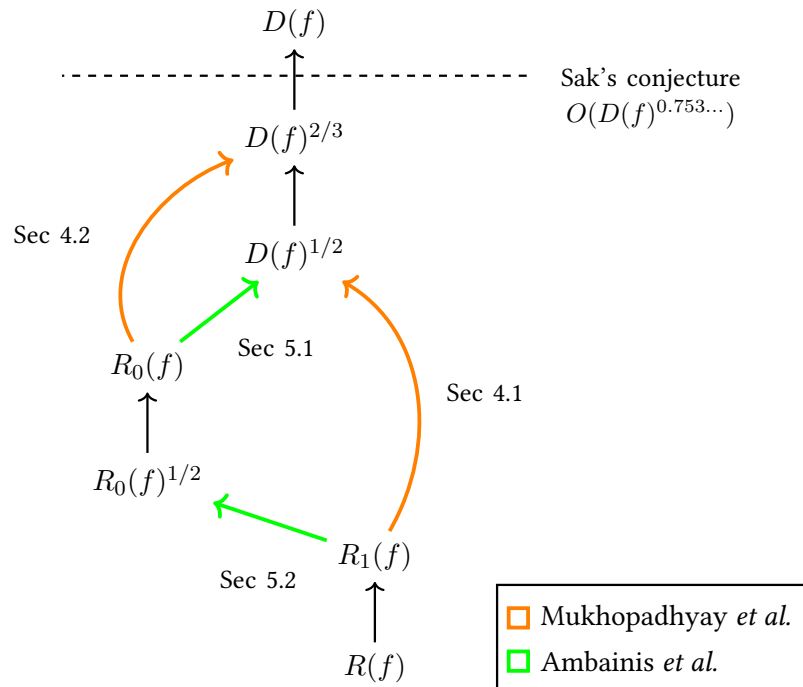 D(f)
Sak's conjecture
O(D(f)^{0.753...})
D(f)^{2/3}
Sec 4.2
D(f)^{1/2}
Sec 5.1
R_0(f)
Sec 4.1
R_0(f)^{1/2}
R_1(f)
Sec 5.2
Mukhopadhyay et al.
R(f)
Ambainis et al.